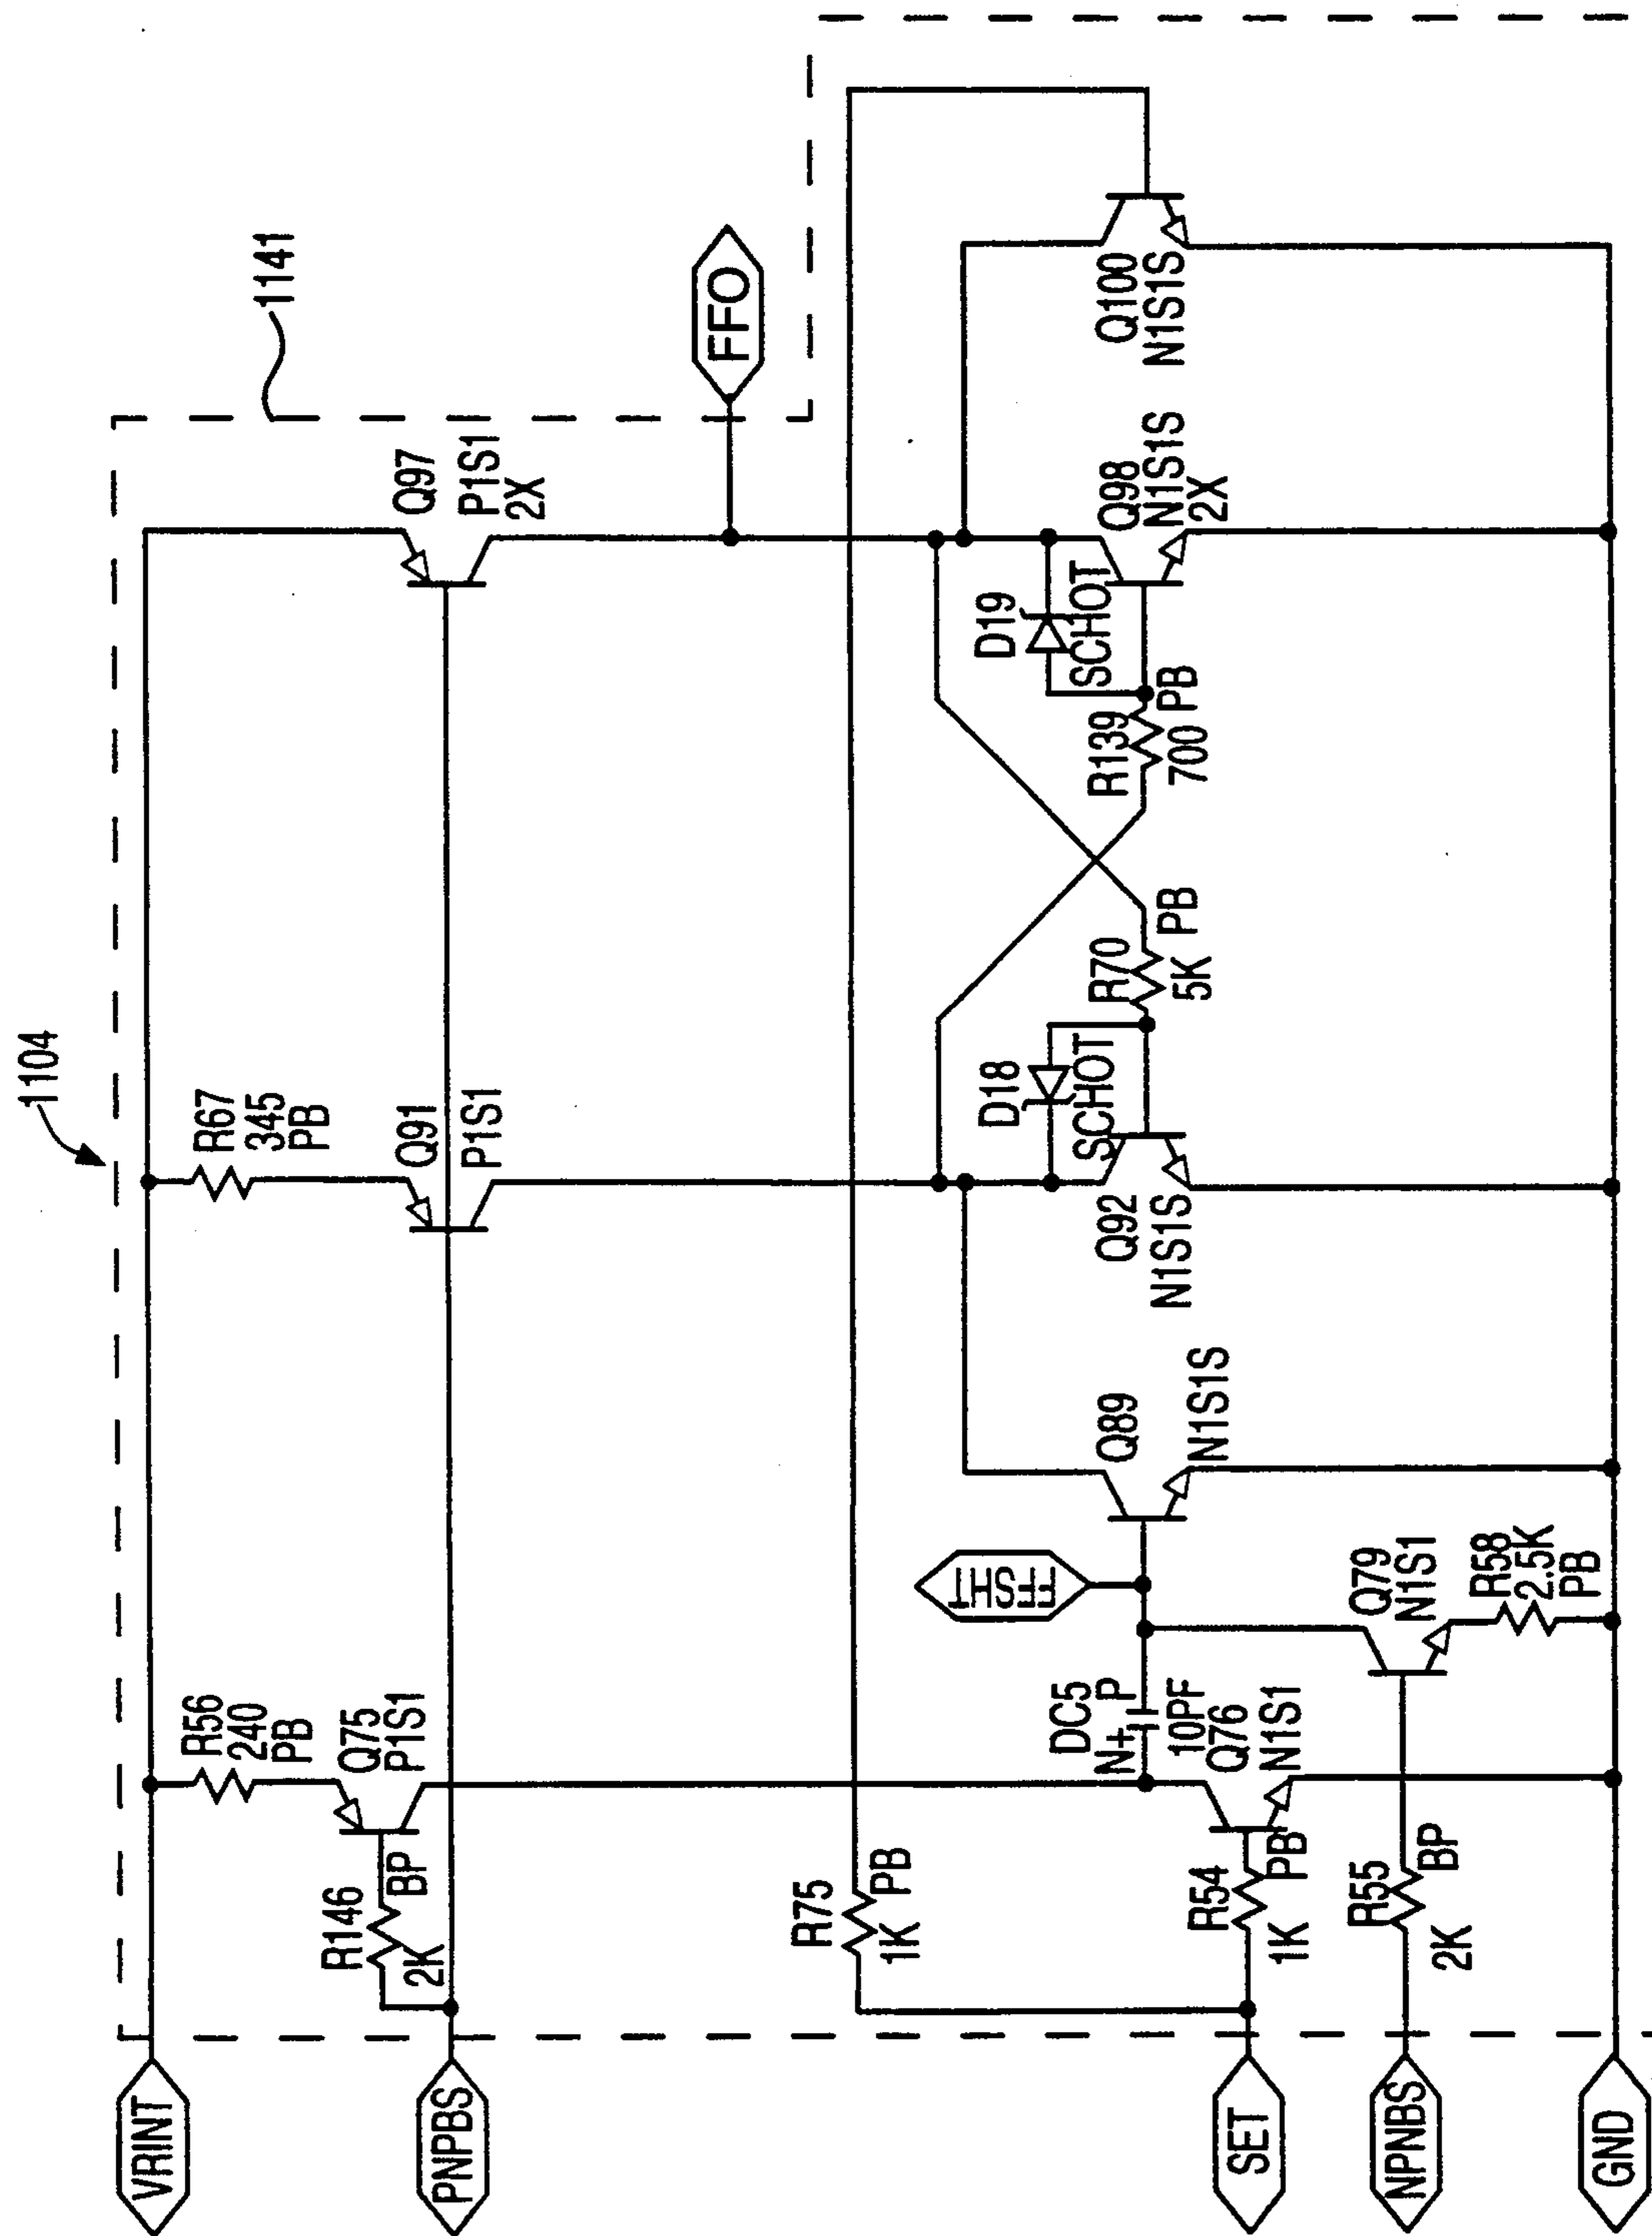 1104
1141
VRINT
R56
240
PB
R67
345
PB
Q75
P1S1
Q91
P1S1
Q97
P1S1
2X
R146
BP
2K
PNPBS
FFO
R75
PB
1K
DC5
N+ P
10PF
Q76
N1S1
FFSHT
Q89
N1S1S
D18
SCHOT
Q92
N1S1S
R70
PB
5K
R139
PB
700
D19
SCHOT
Q98
N1S1S
2X
Q100
N1S1S
SET
R54
PB
1K
Q79
N1S1
R58
2.5K
PB
NPNBS
R55
BP
2K
GND